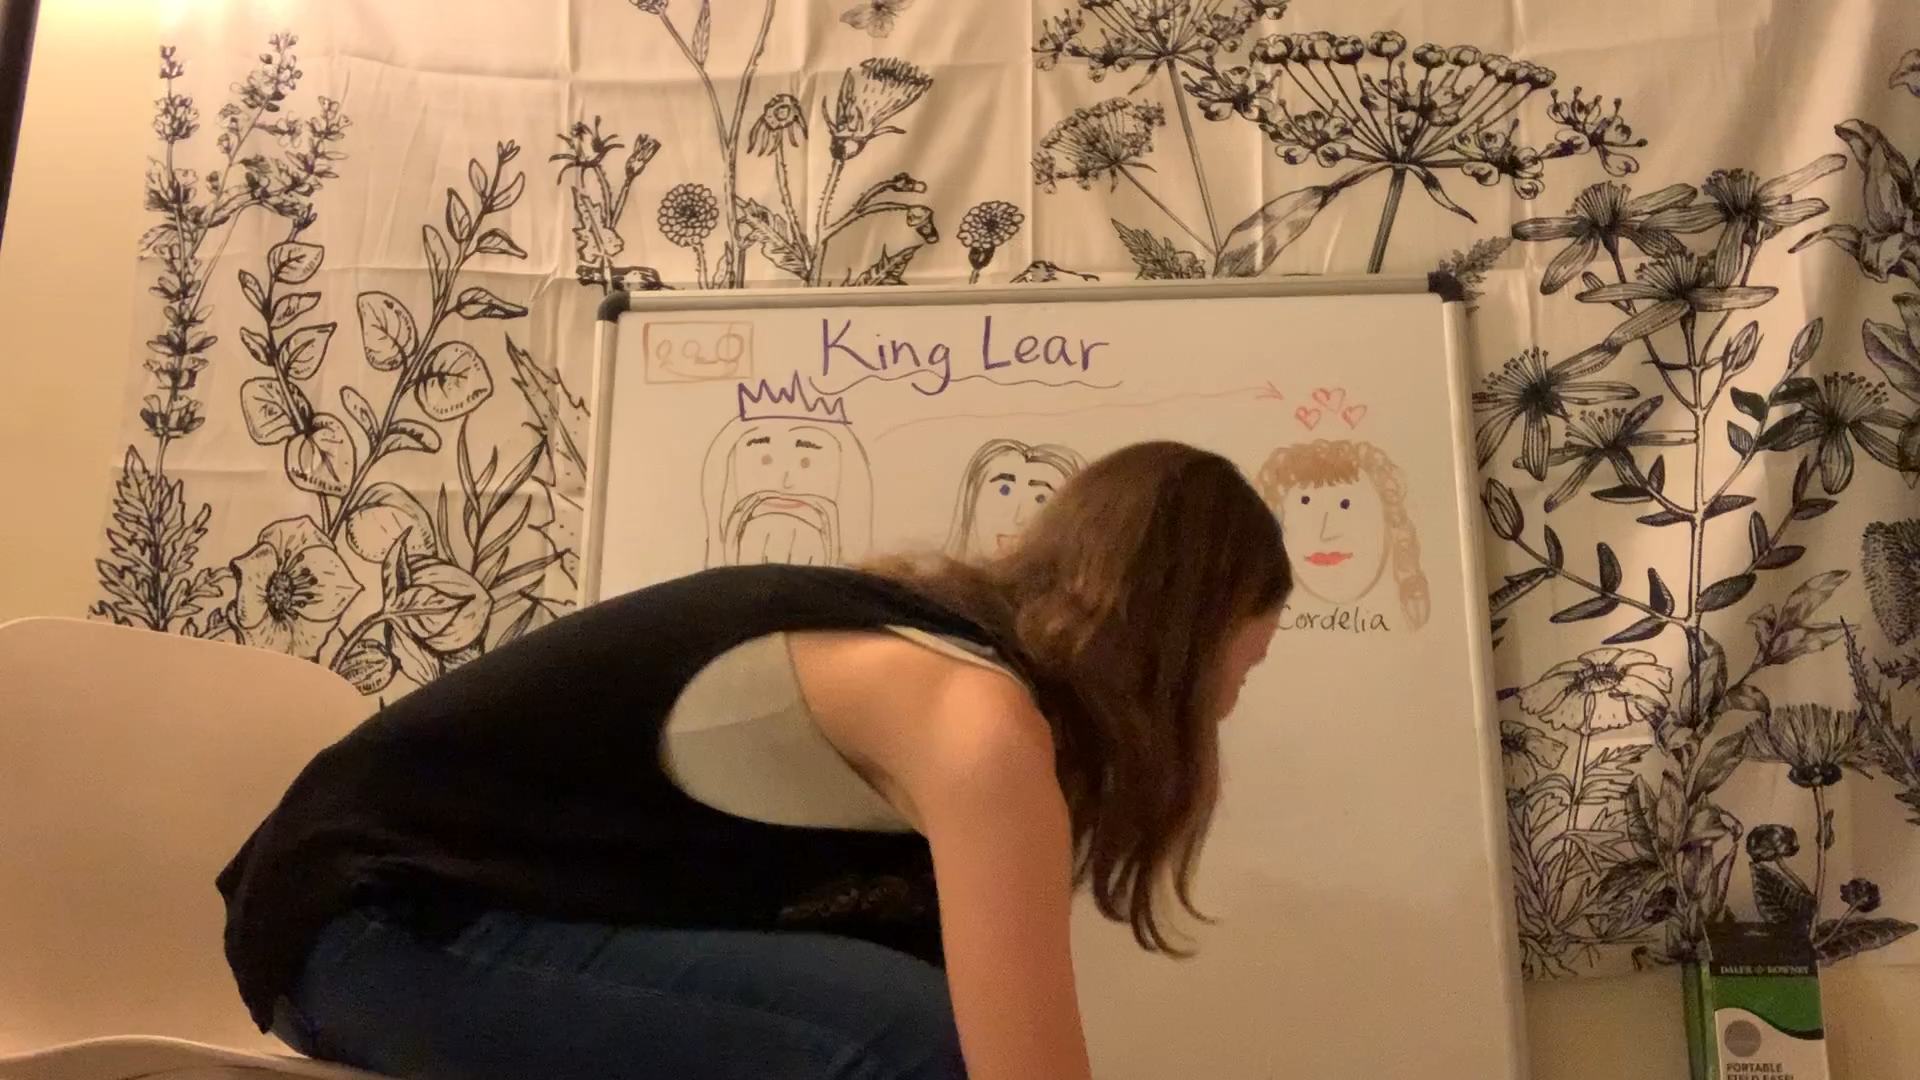 King Lear
Cordelia
DALER ROWNEY
PORTABLE
FIELD EASEL